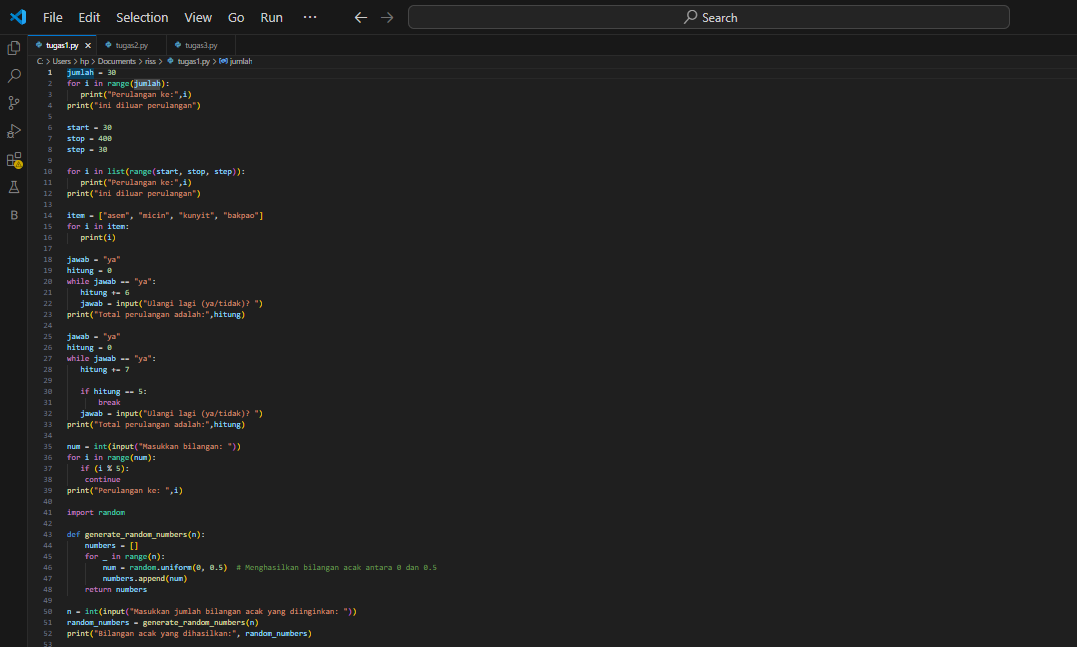 File Edit Selection View Go Run ··· ← → Search
tugas1.py × tugas2.py tugas3.py
C: > Users > hp > Documents > riss > tugas1.py > jumlah
1 jumlah = 30
2 for i in range(jumlah):
3 print("Perulangan ke:",i)
4 print("ini diluar perulangan")
5
6 start = 30
7 stop = 400
8 step = 30
9
10 for i in list(range(start, stop, step)):
11 print("Perulangan ke:",i)
12 print("ini diluar perulangan")
13
14 item = ["asem", "micin", "kunyit", "bakpao"]
15 for i in item:
16 print(i)
17
18 jawab = "ya"
19 hitung = 0
20 while jawab == "ya":
21 hitung += 6
22 jawab = input("Ulangi lagi (ya/tidak)? ")
23 print("Total perulangan adalah:",hitung)
24
25 jawab = "ya"
26 hitung = 0
27 while jawab == "ya":
28 hitung += 7
29
30 if hitung == 5:
31 break
32 jawab = input("Ulangi lagi (ya/tidak)? ")
33 print("Total perulangan adalah:",hitung)
34
35 num = int(input("Masukkan bilangan: "))
36 for i in range(num):
37 if (i % 5):
38 continue
39 print("Perulangan ke: ",i)
40
41 import random
42
43 def generate_random_numbers(n):
44 numbers = []
45 for _ in range(n):
46 num = random.uniform(0, 0.5) # Menghasilkan bilangan acak antara 0 dan 0.5
47 numbers.append(num)
48 return numbers
49
50 n = int(input("Masukkan jumlah bilangan acak yang diinginkan: "))
51 random_numbers = generate_random_numbers(n)
52 print("Bilangan acak yang dihasilkan:", random_numbers)
53
B